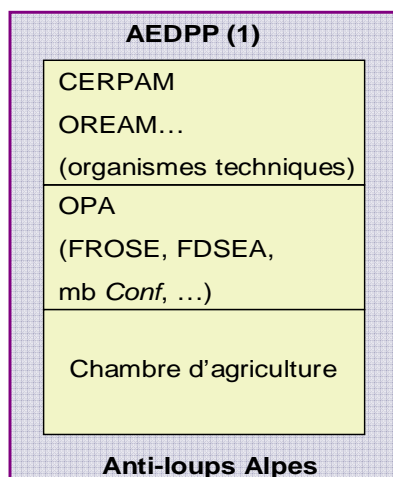 AEDPP (1)
CERPAM
OREAM…
(organismes techniques)
OPA
(FROSE, FDSEA,
mb Conf, …)
Chambre d'agriculture
Anti-loups Alpes